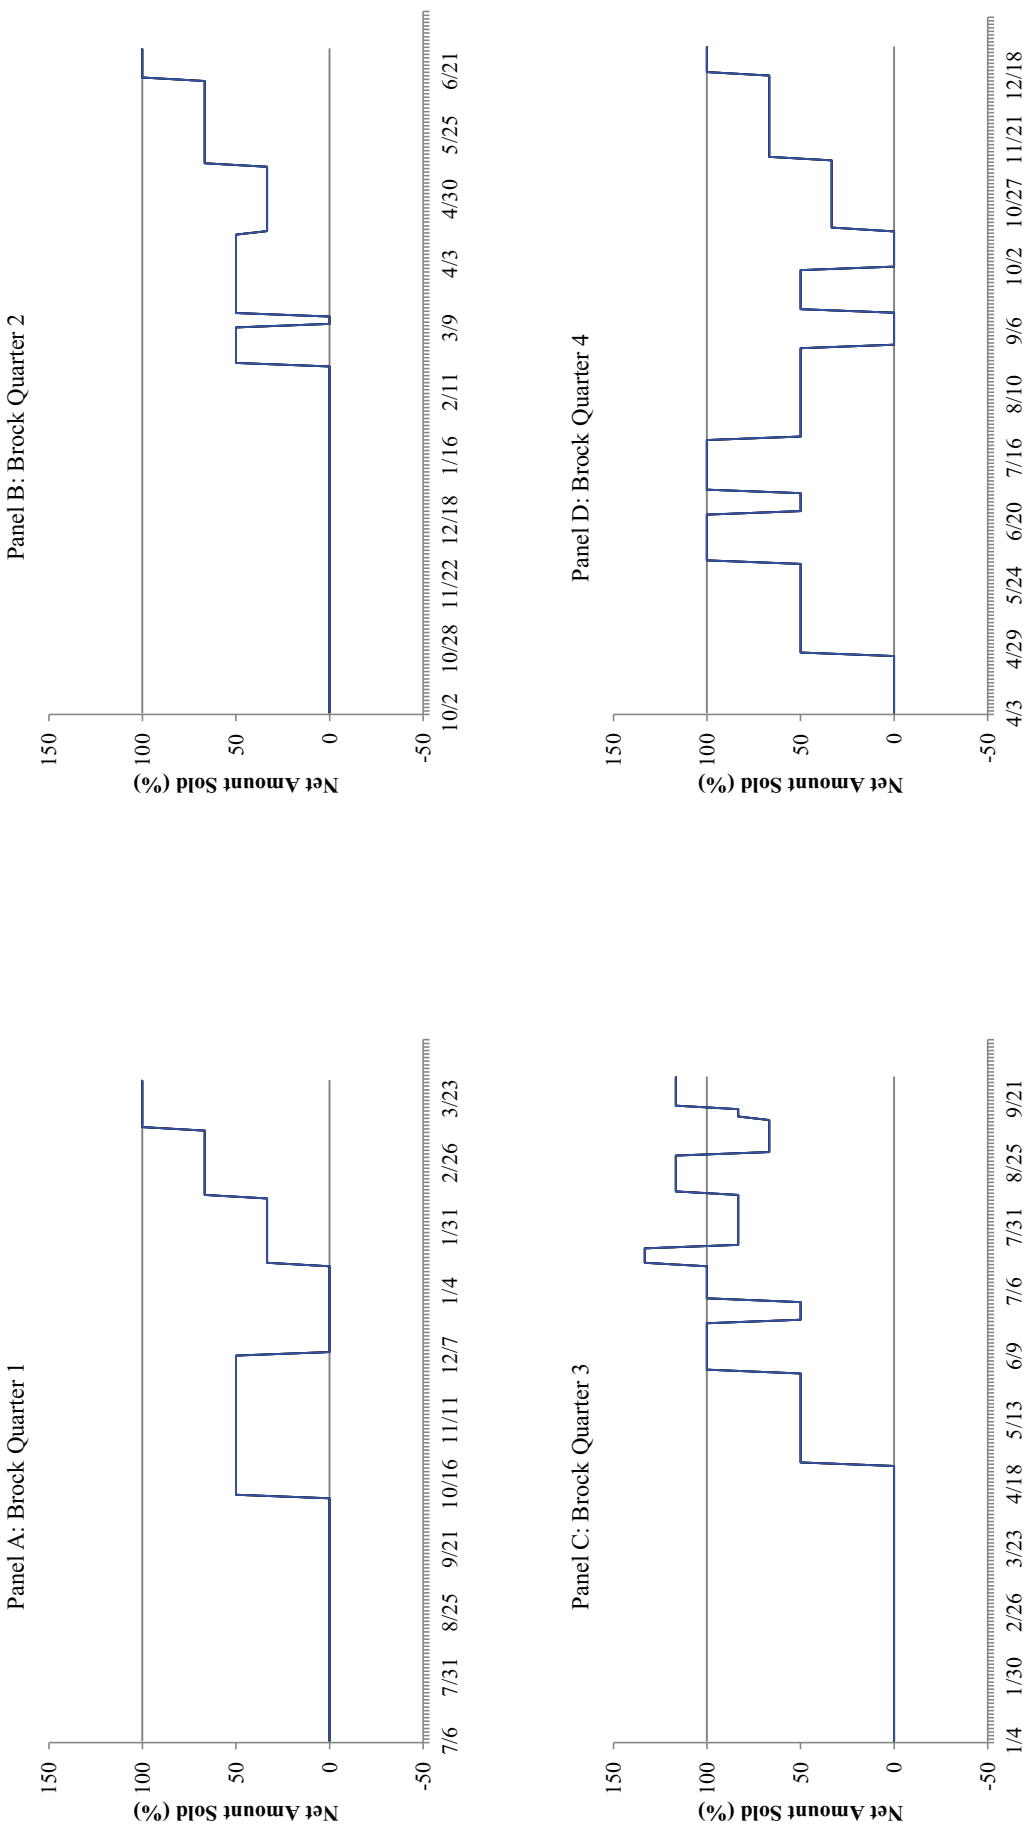 Panel A: Brock Quarter 1
150
100
50
0
-50
Net Amount Sold (%)
7/6 7/31 8/25 9/21 10/16 11/11 12/7 1/4 1/31 2/26 3/23
Panel B: Brock Quarter 2
150
100
50
0
-50
Net Amount Sold (%)
10/2 10/28 11/22 12/18 1/16 2/11 3/9 4/3 4/30 5/25 6/21
Panel C: Brock Quarter 3
150
100
50
0
-50
Net Amount Sold (%)
1/4 1/30 2/26 3/23 4/18 5/13 6/9 7/6 7/31 8/25 9/21
Panel D: Brock Quarter 4
150
100
50
0
-50
Net Amount Sold (%)
4/3 4/29 5/24 6/20 7/16 8/10 9/6 10/2 10/27 11/21 12/18